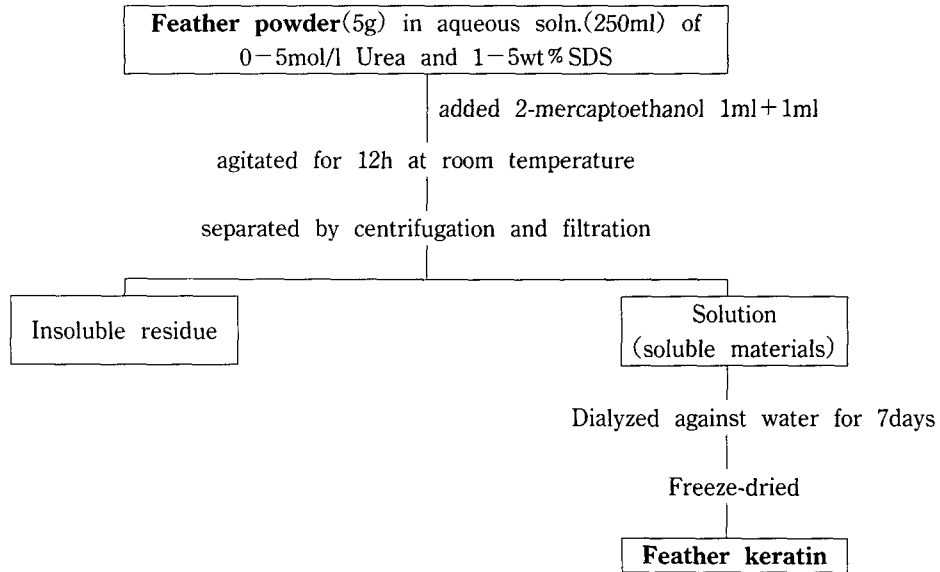 Feather powder(5g) in aqueous soln.(250ml) of
0-5mol/l Urea and 1-5wt%SDS
added 2-mercaptoethanol 1ml+1ml
agitated for 12h at room temperature
separated by centrifugation and filtration
Insoluble residue
Solution
(soluble materials)
Dialyzed against water for 7days
Freeze-dried
Feather keratin